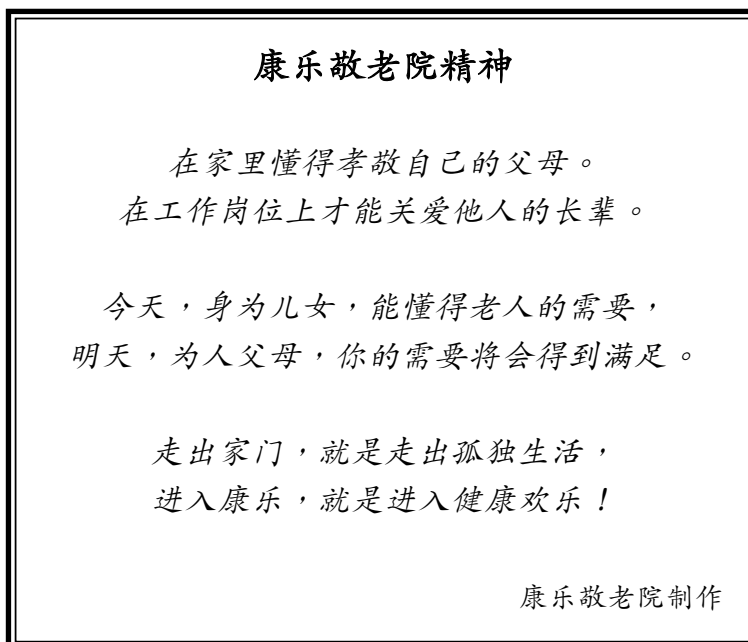 康乐敬老院精神
在家里懂得孝敬自己的父母。
在工作岗位上才能关爱他人的长辈。
今天，身为儿女，能懂得老人的需要，
明天，为人父母，你的需要将会得到满足。
走出家门，就是走出孤独生活，
进入康乐，就是进入健康欢乐！
康乐敬老院制作